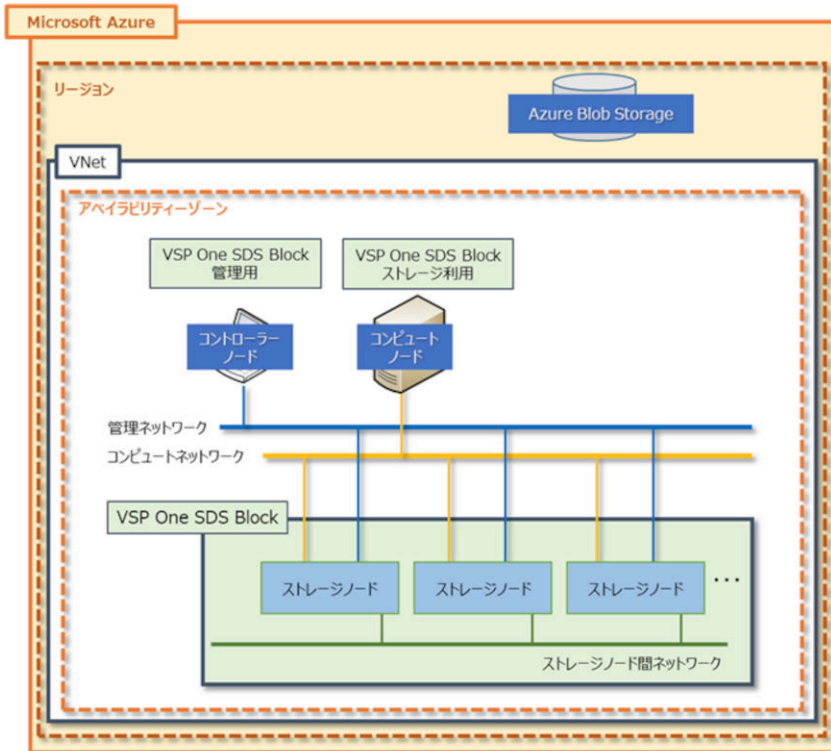 Microsoft Azure
リージョン
Azure Blob Storage
VNet
アベイラビリティーゾーン
VSP One SDS Block
管理用
VSP One SDS Block
ストレージ利用
コントローラー
ノード
コンピュート
ノード
管理ネットワーク
コンピュートネットワーク
VSP One SDS Block
ストレージノード
ストレージノード
ストレージノード
・・・
ストレージノード間ネットワーク